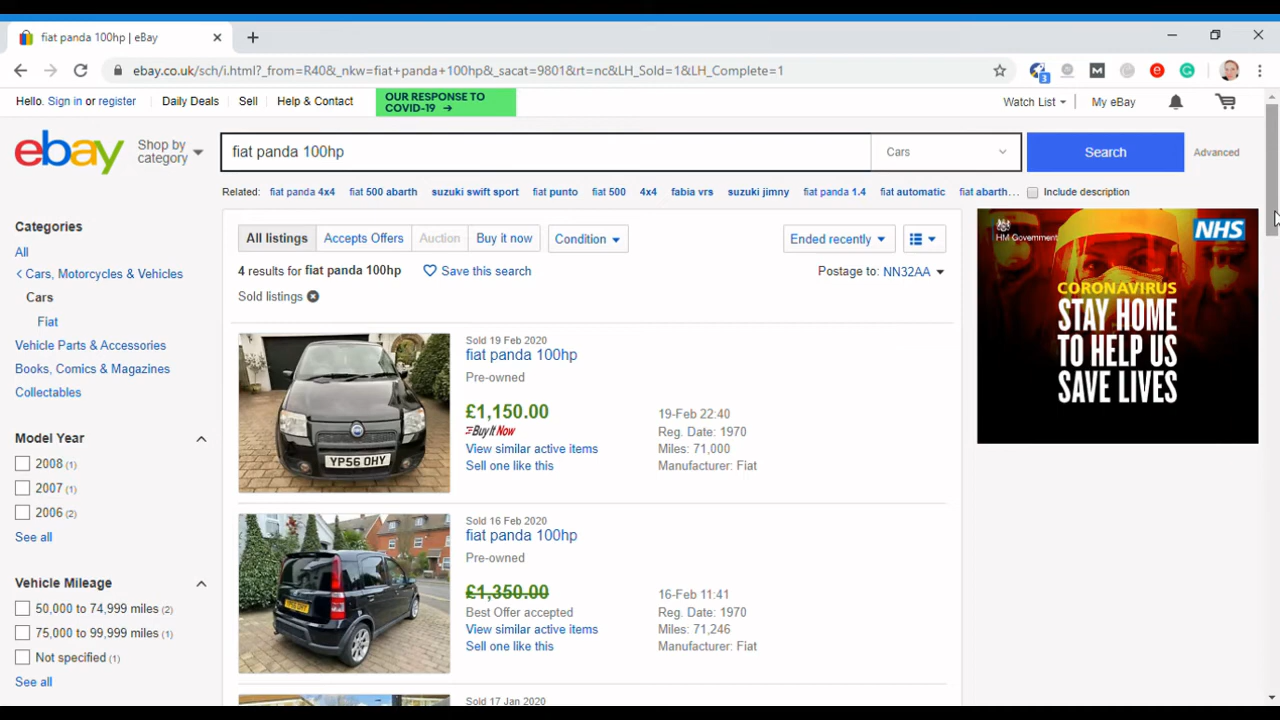 fiat panda 100hp | eBay
ebay.co.uk/sch/i.html?_from=R40&_nkw=fiat+panda+100hp&_sacat=9801&rt=nc&LH_Sold=1&LH_Complete=1
3
Hello. Sign in or register
Daily Deals
Sell
Help & Contact
OUR RESPONSE TO
COVID-19 →
Watch List
My eBay
ebay
Shop by
category
fiat panda 100hp
Cars
Search
Advanced
Related: fiat panda 4x4 fiat 500 abarth suzuki swift sport fiat punto fiat 500 4x4 fabia vrs suzuki jimny fiat panda 1.4 fiat automatic fiat abarth…
Include description
Categories
All
Cars, Motorcycles & Vehicles
Cars
Fiat
Vehicle Parts & Accessories
Books, Comics & Magazines
Collectables
Model Year
2008 (1)
2007 (1)
2006 (2)
See all
Vehicle Mileage
50,000 to 74,999 miles (2)
75,000 to 99,999 miles (1)
Not specified (1)
See all
All listings
Accepts Offers
Auction
Buy it now
Condition
Ended recently
4 results for fiat panda 100hp
Save this search
Postage to: NN32AA
Sold listings
Sold 19 Feb 2020
fiat panda 100hp
Pre-owned
£1,150.00
Buy It Now
View similar active items
Sell one like this
19-Feb 22:40
Reg. Date: 1970
Miles: 71,000
Manufacturer: Fiat
YP56 OHY
Sold 16 Feb 2020
fiat panda 100hp
Pre-owned
£1,350.00
Best Offer accepted
View similar active items
Sell one like this
16-Feb 11:41
Reg. Date: 1970
Miles: 71,246
Manufacturer: Fiat
Sold 17 Jan 2020
HM Government
NHS
CORONAVIRUS
STAY HOME
TO HELP US
SAVE LIVES